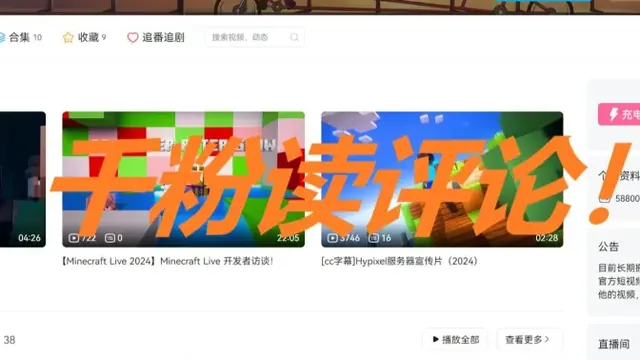 合集 10 收藏 9 追番追剧 搜索视频、动态
充电
千粉读评论！
04:26 722 0 22:05 3746 16 02:28
【Minecraft Live 2024】Minecraft Live 开发者访谈! [cc字幕]Hypixel服务器宣传片（2024）
资料
58800
公告
目前长期搬
官方短视频
他的视频，
38 播放全部 查看更多 >
直播间